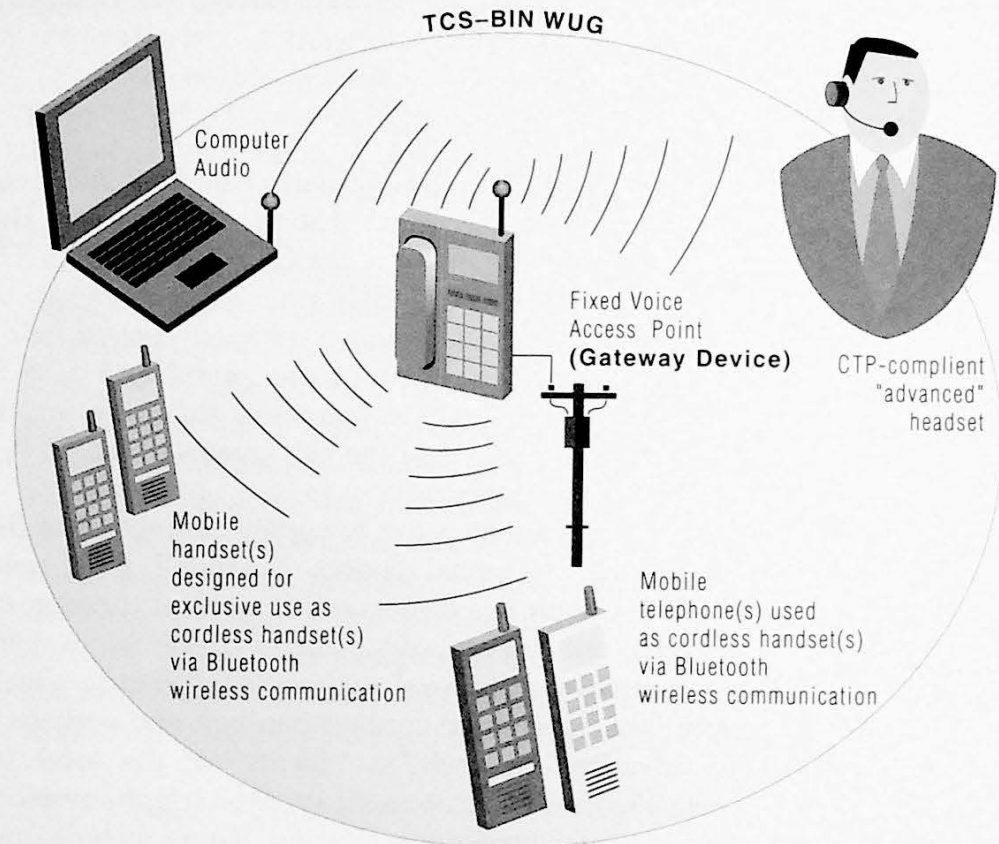 TCS–BIN WUG
Computer
Audio
Fixed Voice
Access Point
(Gateway Device)
CTP-complient
"advanced"
headset
Mobile
handset(s)
designed for
exclusive use as
cordless handset(s)
via Bluetooth
wireless communication
Mobile
telephone(s) used
as cordless handset(s)
via Bluetooth
wireless communication